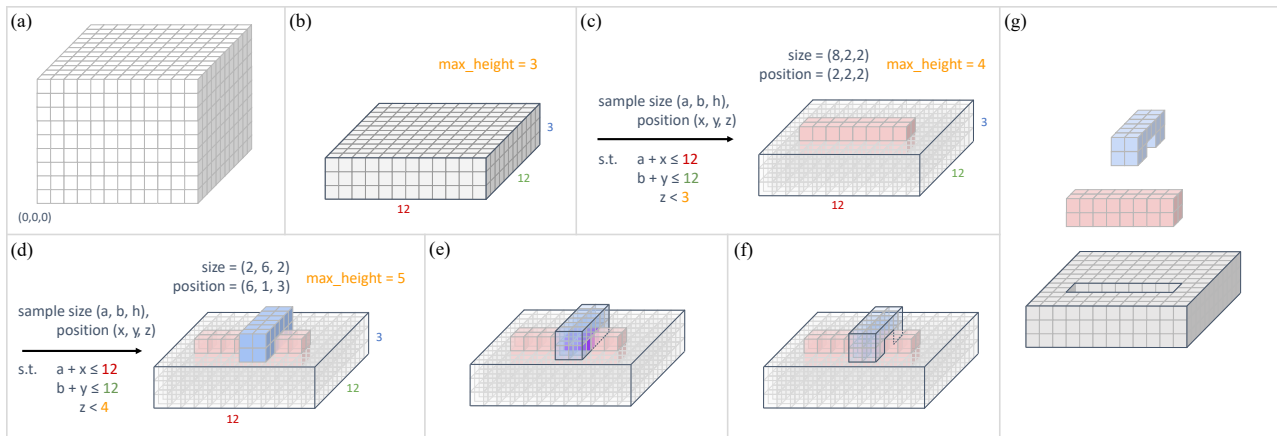 (a)
(0,0,0)
(b)
max_height = 3
3
12
12
(c)
size = (8,2,2)
position = (2,2,2)
max_height = 4
sample size (a, b, h),
position (x, y, z)
s.t. a + x ≤ 12
b + y ≤ 12
z < 3
3
12
12
(d)
size = (2, 6, 2)
position = (6, 1, 3)
max_height = 5
sample size (a, b, h),
position (x, y, z)
s.t. a + x ≤ 12
b + y ≤ 12
z < 4
3
12
12
(e)
(f)
(g)